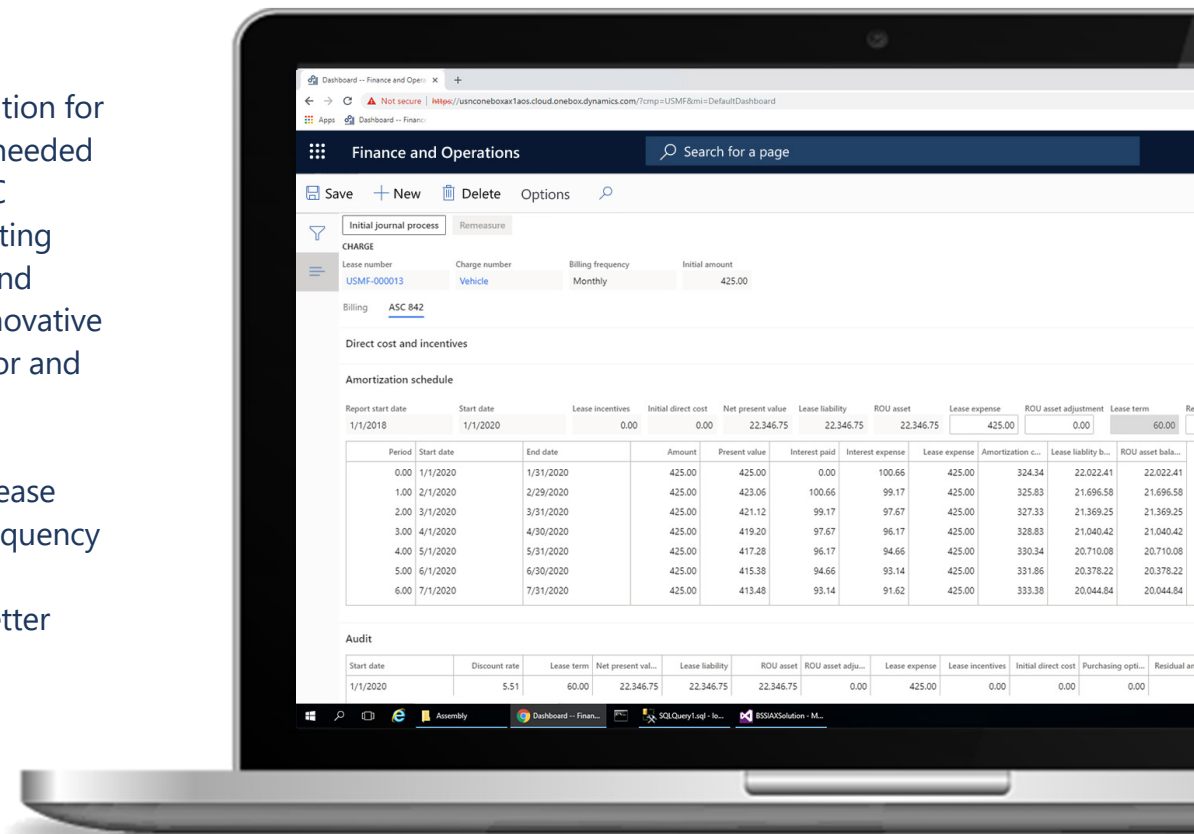 tion for
needed
C
ting
nd
novative
or and
ease
quency
etter
Dashboard -- Finance and Opera × +
Not secure | https://usnconeboxax1aos.cloud.onebox.dynamics.com/?cmp=USMF&mi=DefaultDashboard
Apps Dashboard -- Financ
Finance and Operations Search for a page
Save New Delete Options
Initial journal process Remeasure
CHARGE
Lease number Charge number Billing frequency Initial amount
USMF-000013 Vehicle Monthly 425.00
Billing ASC 842
Direct cost and incentives
Amortization schedule
Report start date Start date Lease incentives Initial direct cost Net present value Lease liability ROU asset Lease expense ROU asset adjustment Lease term Re
1/1/2018 1/1/2020 0.00 0.00 22,346.75 22,346.75 22,346.75 425.00 0.00 60.00
Period Start date End date Amount Present value Interest paid Interest expense Lease expense Amortization c... Lease liablity b... ROU asset bala...
0.00 1/1/2020 1/31/2020 425.00 425.00 0.00 100.66 425.00 324.34 22,022.41 22,022.41
1.00 2/1/2020 2/29/2020 425.00 423.06 100.66 99.17 425.00 325.83 21,696.58 21,696.58
2.00 3/1/2020 3/31/2020 425.00 421.12 99.17 97.67 425.00 327.33 21,369.25 21,369.25
3.00 4/1/2020 4/30/2020 425.00 419.20 97.67 96.17 425.00 328.83 21,040.42 21,040.42
4.00 5/1/2020 5/31/2020 425.00 417.28 96.17 94.66 425.00 330.34 20,710.08 20,710.08
5.00 6/1/2020 6/30/2020 425.00 415.38 94.66 93.14 425.00 331.86 20,378.22 20,378.22
6.00 7/1/2020 7/31/2020 425.00 413.48 93.14 91.62 425.00 333.38 20,044.84 20,044.84
Audit
Start date Discount rate Lease term Net present val... Lease liability ROU asset ROU asset adju... Lease expense Lease incentives Initial direct cost Purchasing opti... Residual am
1/1/2020 5.51 60.00 22,346.75 22,346.75 22,346.75 0.00 425.00 0.00 0.00 0.00
Assembly Dashboard -- Finan... SQLQuery1.sql - lo... BSSIAXSolution - M...